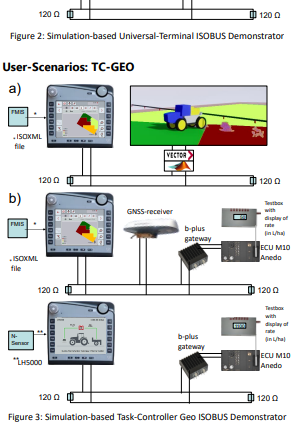 120 Ω
120 Ω
Figure 2: Simulation-based Universal-Terminal ISOBUS Demonstrator
User-Scenarios: TC-GEO
a)
FMIS
*
*ISOXML
file
VECTOR
120 Ω
120 Ω
b)
GNSS-receiver
b-plus
gateway
Testbox
with
display of
rate
(in L/ha)
FMIS
*
ECU M10
Anedo
*ISOXML
file
120 Ω
120 Ω
N-
Sensor
**
**LH5000
b-plus
gateway
Testbox
with
display of
rate
(in L/ha)
ECU M10
Anedo
120 Ω
120 Ω
Figure 3: Simulation-based Task-Controller Geo ISOBUS Demonstrator